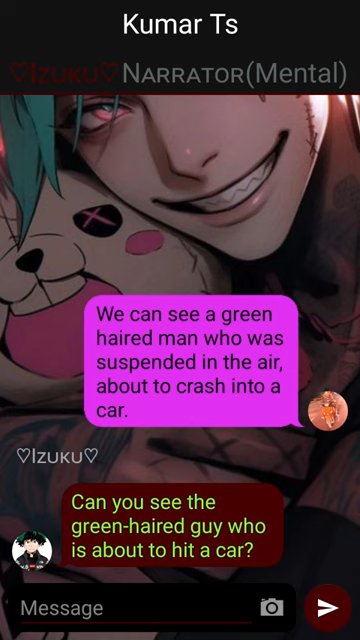 Kumar Ts
♡Izuku♡ Narrator(Mental)
We can see a green
haired man who was
suspended in the air,
about to crash into a
car.
♡Izuku♡
Can you see the
green-haired guy who
is about to hit a car?
Message